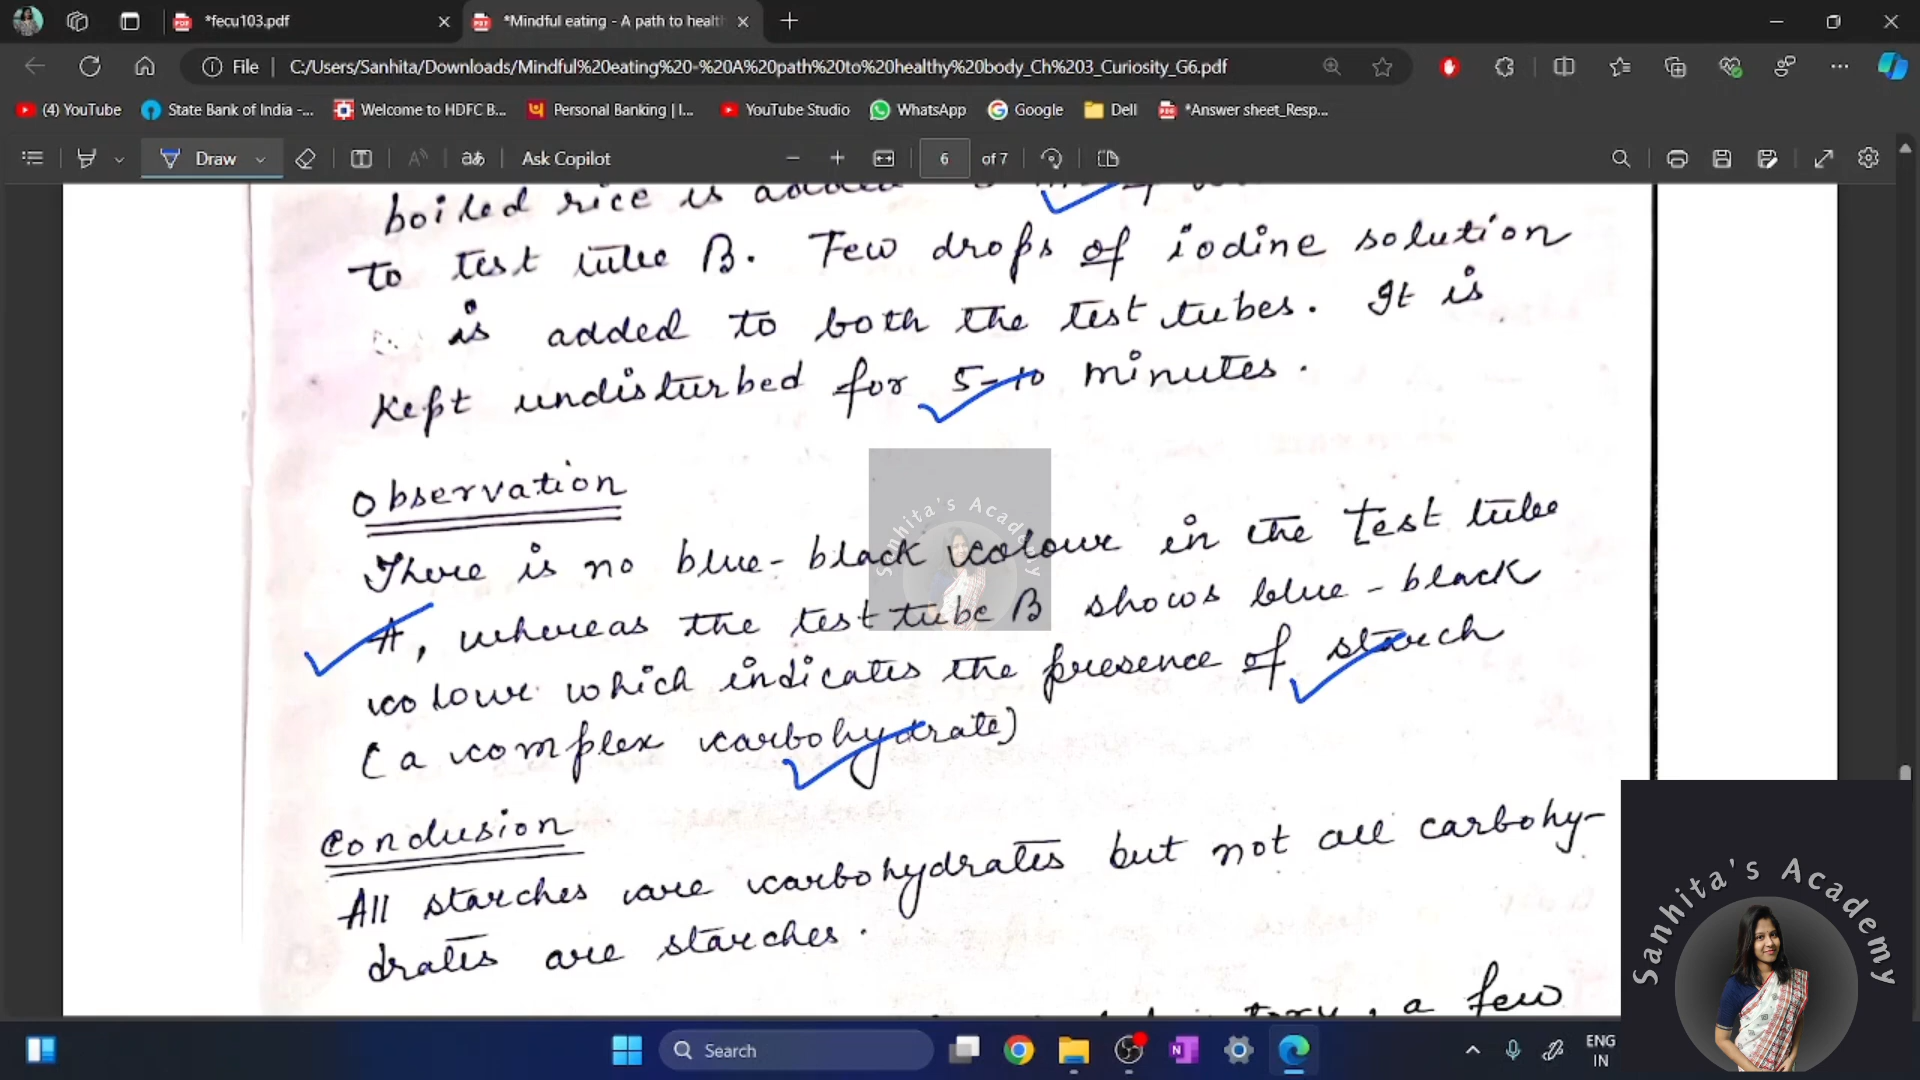 *fecu103.pdf
*Mindful eating - A path to healt
File
C:/Users/Sanhita/Downloads/Mindful%20eating%20-%20A%20path%20to%20healthy%20body_Ch%203_Curiosity_G6.pdf
(4) YouTube
State Bank of India -...
Welcome to HDFC B...
Personal Banking | I...
YouTube Studio
WhatsApp
Google
Dell
*Answer sheet_Resp...
Draw
Ask Copilot
6 of 7
boiled rice is added
to test tube B. Few drops of iodine solution
is added to both the test tubes. It is
kept undisturbed for 5-10 minutes.
Observation
There is no blue-black colour in the test tube
A, whereas the test tube B shows blue-black
colour which indicates the presence of starch
(a complex carbohydrate)
Conclusion
All starches are carbohydrates but not all carbohy-
drates are starches.
a few
Sanhita's Academy
Sanhita's Academy
Search
ENG
IN